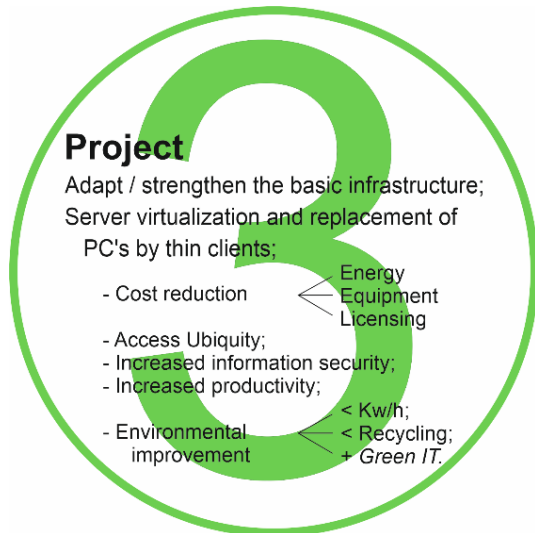 3
Project
Adapt / strengthen the basic infrastructure;
Server virtualization and replacement of
PC's by thin clients;
- Cost reduction
Energy
Equipment
Licensing
- Access Ubiquity;
- Increased information security;
- Increased productivity;
- Environmental
improvement
< Kw/h;
< Recycling;
+ Green IT.